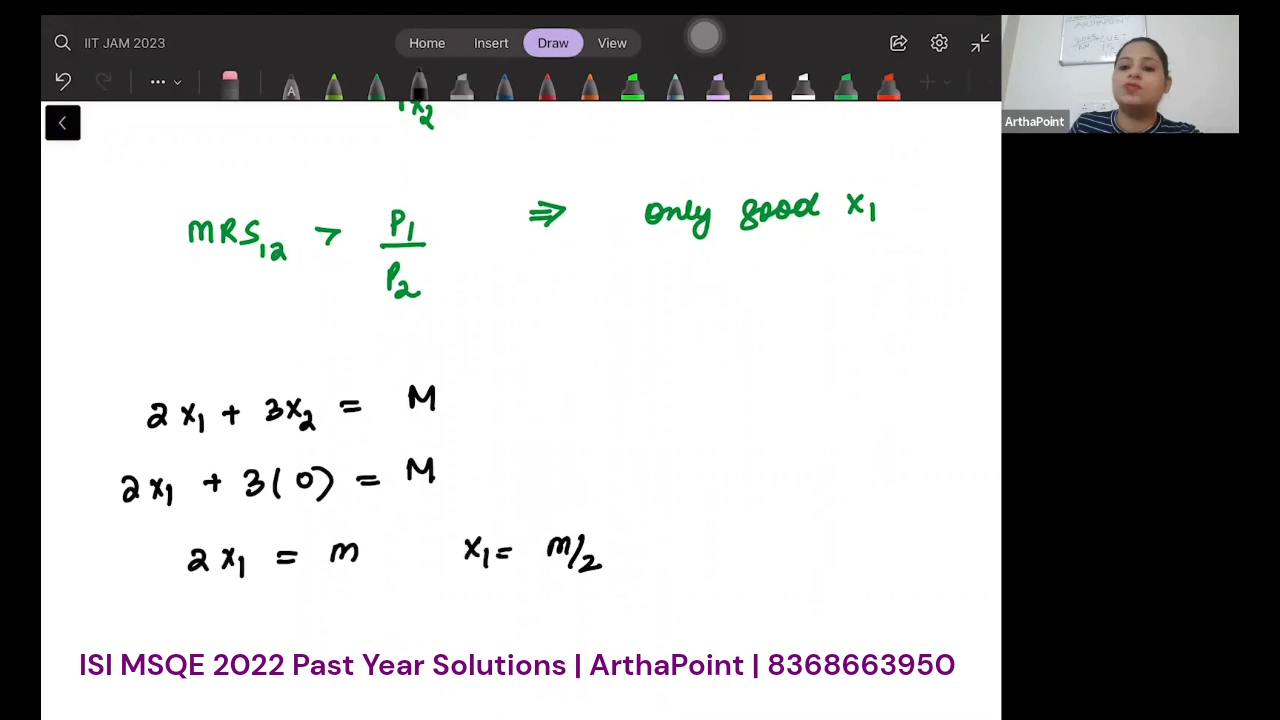 IIT JAM 2023
Home Insert Draw View
A
x2
MRS12 > P1/P2 ⇒ only good x1
2x1 + 3x2 = M
2x1 + 3(0) = M
2x1 = m x1 = m/2
ArthaPoint
ISI MSQE 2022 Past Year Solutions | ArthaPoint | 8368663950